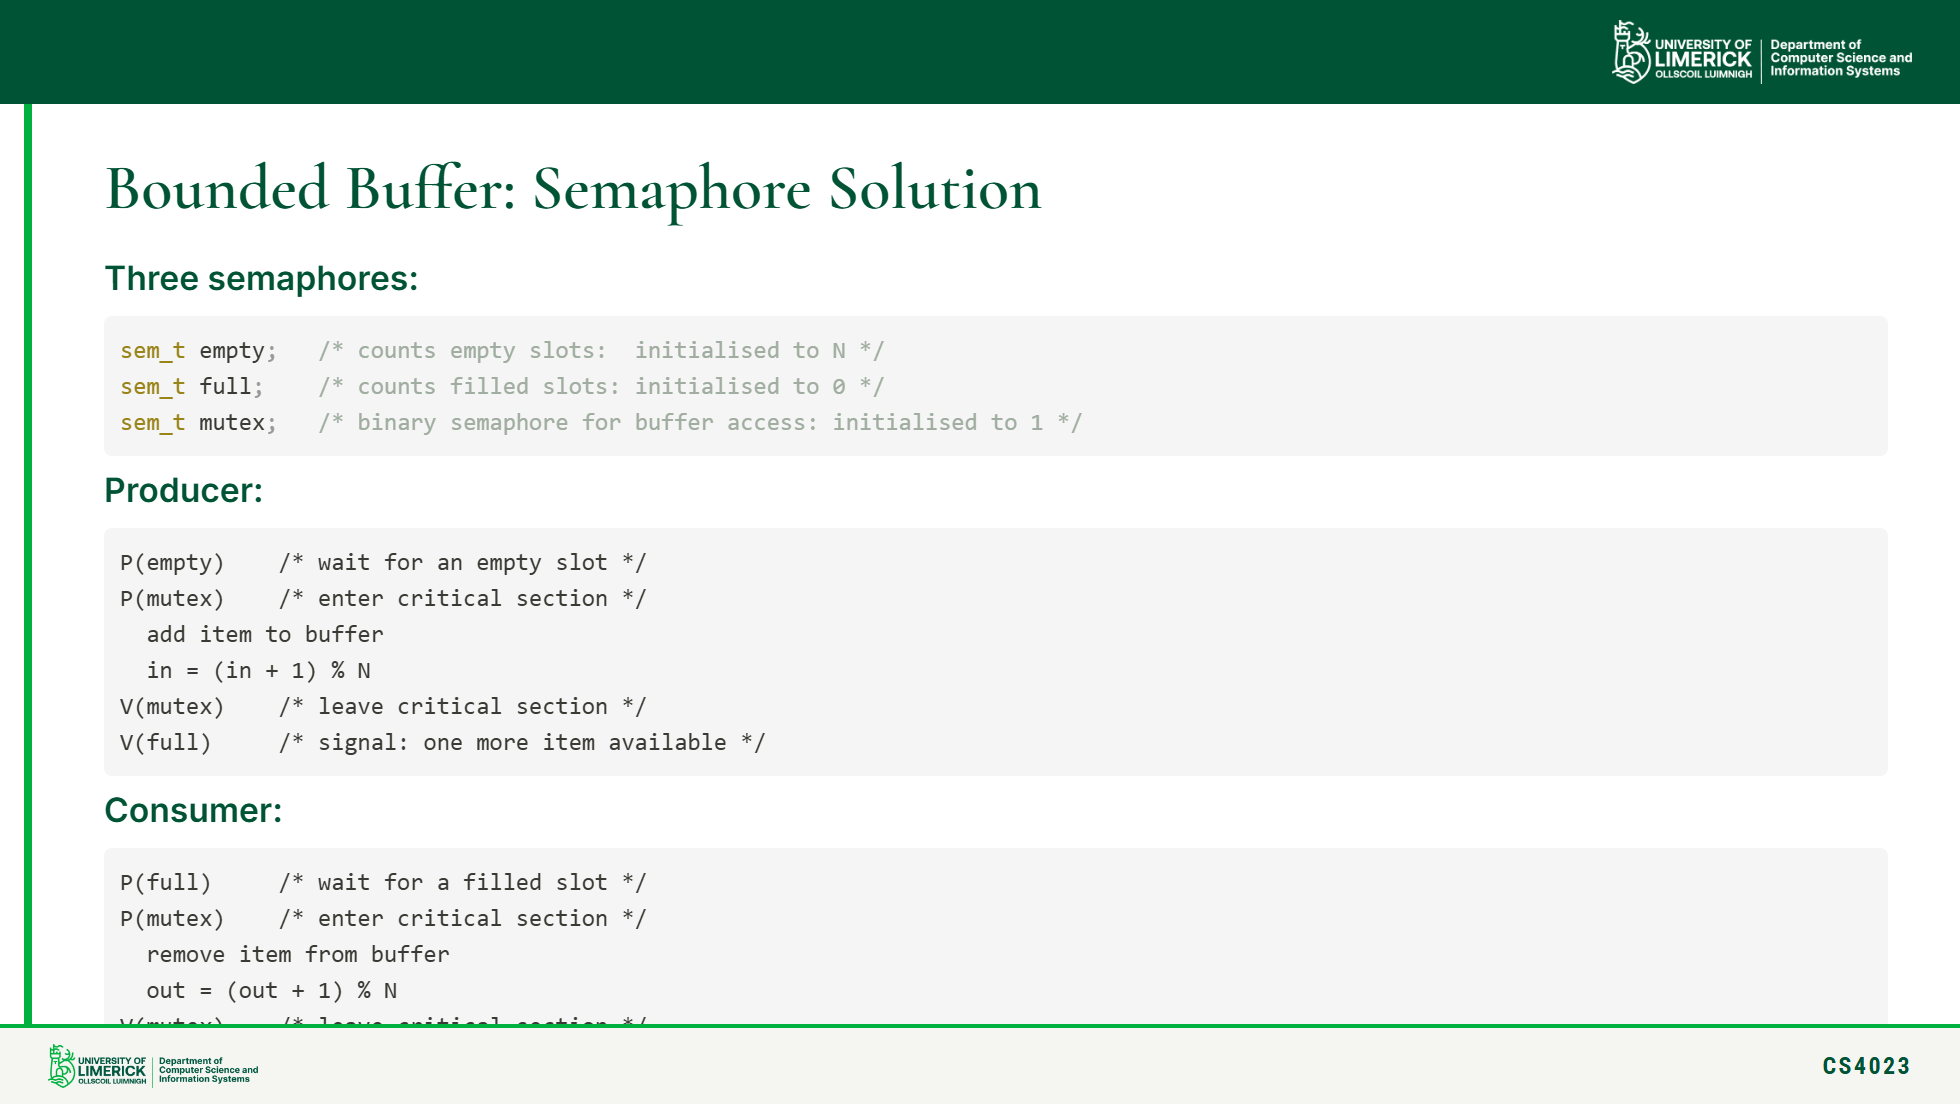 UNIVERSITY OF
LIMERICK
OLLSCOIL LUIMNIGH
Department of
Computer Science and
Information Systems
Bounded Buffer: Semaphore Solution
Three semaphores:
sem_t empty;   /* counts empty slots:  initialised to N */
sem_t full;    /* counts filled slots: initialised to 0 */
sem_t mutex;   /* binary semaphore for buffer access: initialised to 1 */
Producer:
P(empty)    /* wait for an empty slot */
P(mutex)    /* enter critical section */
  add item to buffer
  in = (in + 1) % N
V(mutex)    /* leave critical section */
V(full)     /* signal: one more item available */
Consumer:
P(full)     /* wait for a filled slot */
P(mutex)    /* enter critical section */
  remove item from buffer
  out = (out + 1) % N
V(mutex)    /* leave critical section */
UNIVERSITY OF
LIMERICK
OLLSCOIL LUIMNIGH
Department of
Computer Science and
Information Systems
CS4023